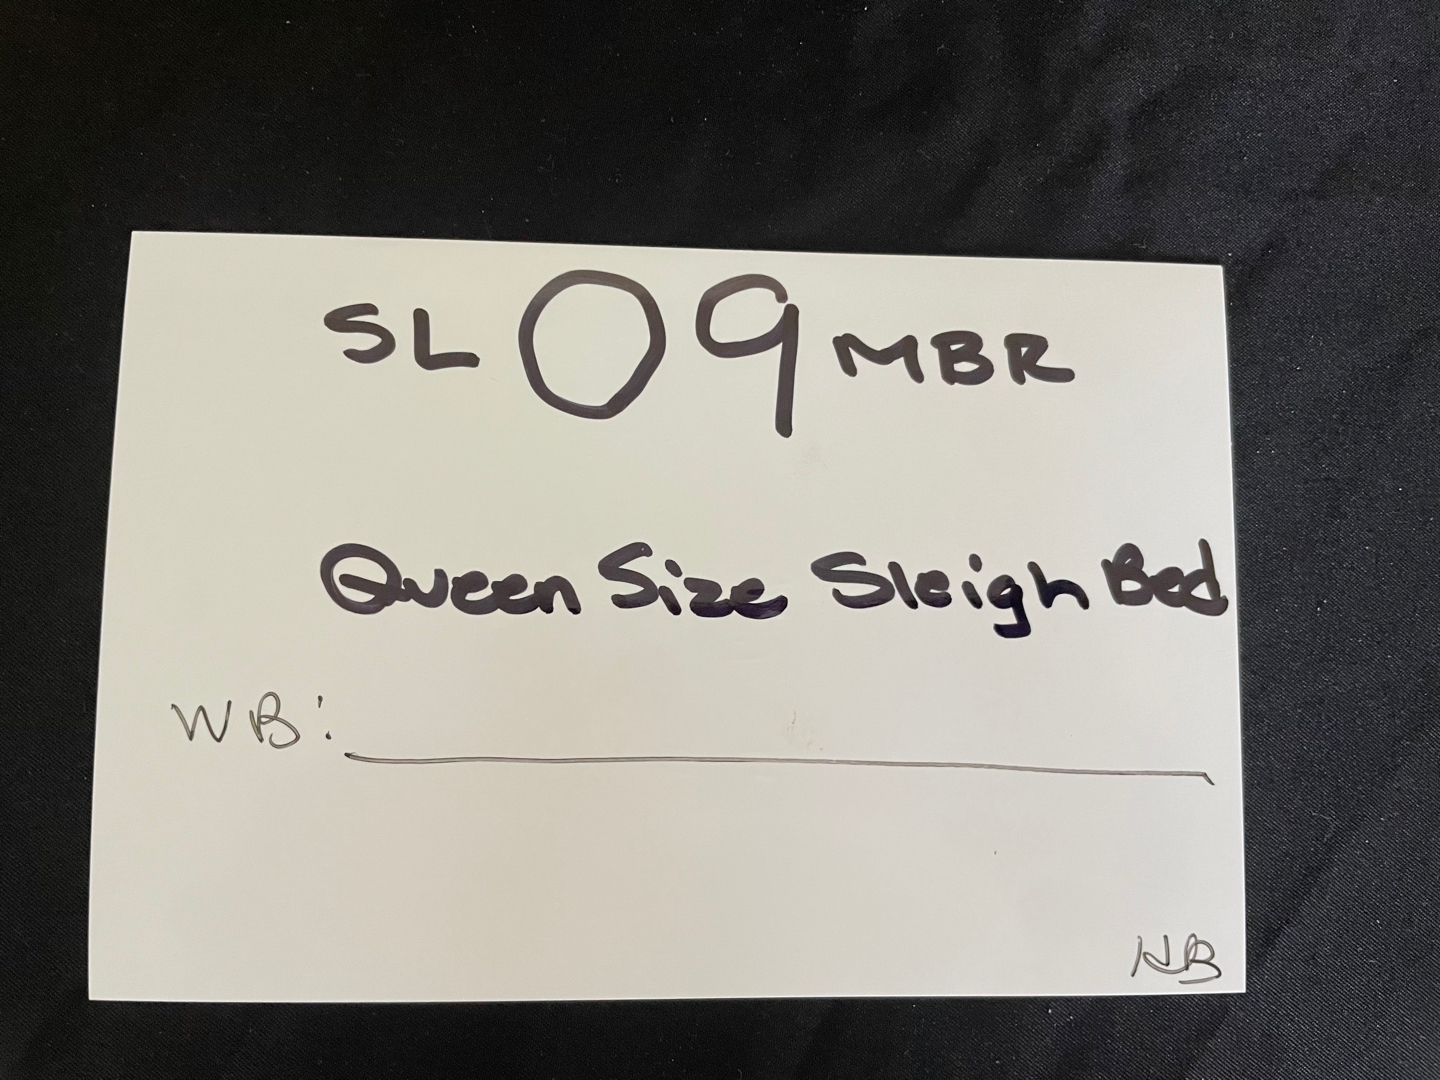 SL 09 MBR
Queen Size Sleigh Bed
WB:
NB